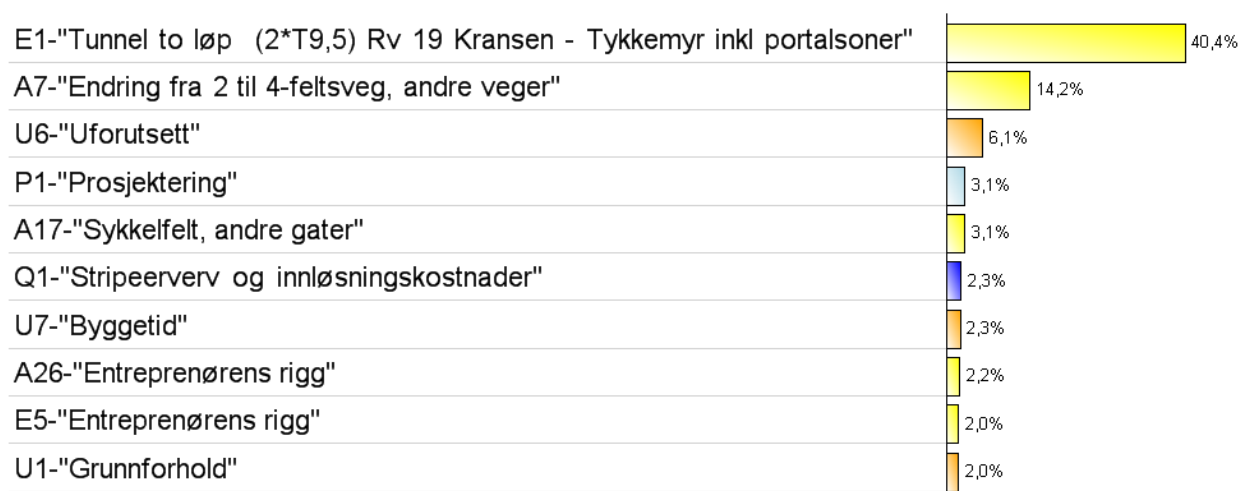 E1-"Tunnel to løp (2*T9,5) Rv 19 Kransen - Tykkemyr inkl portalsoner" 40,4%
A7-"Endring fra 2 til 4-feltsveg, andre veger" 14,2%
U6-"Uforutsett" 6,1%
P1-"Prosjektering" 3,1%
A17-"Sykkelfelt, andre gater" 3,1%
Q1-"Stripeerverv og innløsningskostnader" 2,3%
U7-"Byggetid" 2,3%
A26-"Entreprenørens rigg" 2,2%
E5-"Entreprenørens rigg" 2,0%
U1-"Grunnforhold" 2,0%